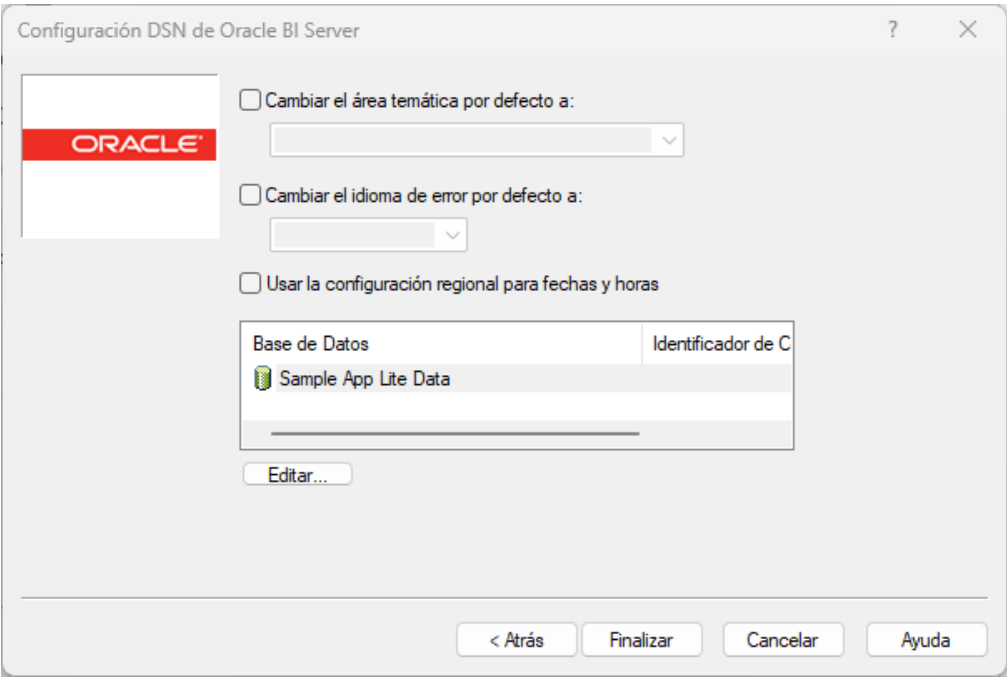 Configuración DSN de Oracle BI Server
ORACLE
Cambiar el área temática por defecto a:
Cambiar el idioma de error por defecto a:
Usar la configuración regional para fechas y horas
Base de Datos Identificador de C
Sample App Lite Data
Editar...
< Atrás Finalizar Cancelar Ayuda